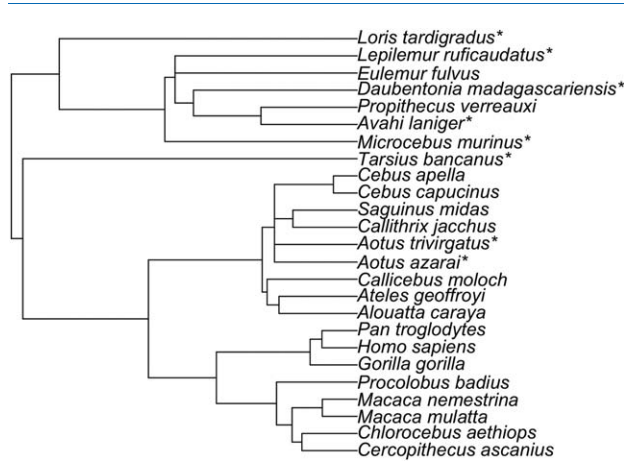 Loris tardigradus*
Lepilemur ruficaudatus*
Eulemur fulvus
Daubentonia madagascariensis*
Propithecus verreauxi
Avahi laniger*
Microcebus murinus*
Tarsius bancanus*
Cebus apella
Cebus capucinus
Saguinus midas
Callithrix jacchus
Aotus trivirgatus*
Aotus azarai*
Callicebus moloch
Ateles geoffroyi
Alouatta caraya
Pan troglodytes
Homo sapiens
Gorilla gorilla
Procolobus badius
Macaca nemestrina
Macaca mulatta
Chlorocebus aethiops
Cercopithecus ascanius